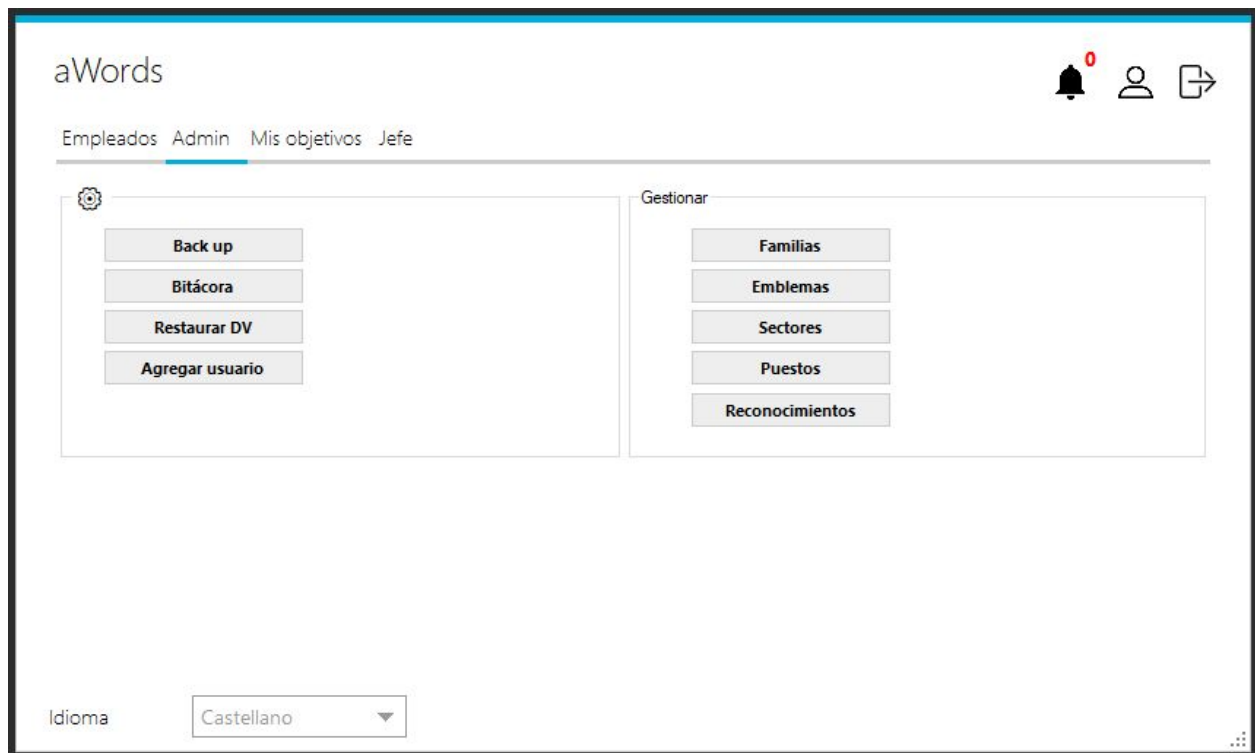 aWords
0
Empleados Admin Mis objetivos Jefe
Gestionar
Back up
Bitácora
Restaurar DV
Agregar usuario
Familias
Emblemas
Sectores
Puestos
Reconocimientos
Idioma
Castellano